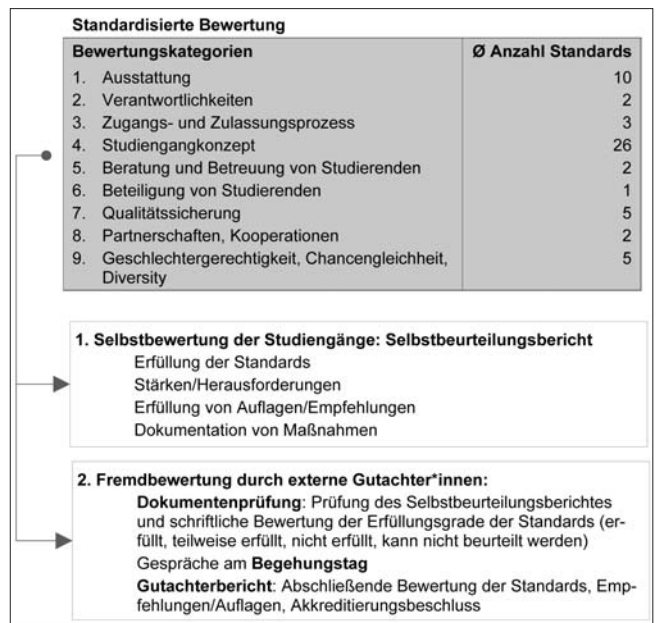 Standardisierte Bewertung
Bewertungskategorien Ø Anzahl Standards
1. Ausstattung 10
2. Verantwortlichkeiten 2
3. Zugangs- und Zulassungsprozess 3
4. Studiengangkonzept 26
5. Beratung und Betreuung von Studierenden 2
6. Beteiligung von Studierenden 1
7. Qualitätssicherung 5
8. Partnerschaften, Kooperationen 2
9. Geschlechtergerechtigkeit, Chancengleichheit, 5
Diversity
1. Selbstbewertung der Studiengänge: Selbstbeurteilungsbericht
Erfüllung der Standards
Stärken/Herausforderungen
Erfüllung von Auflagen/Empfehlungen
Dokumentation von Maßnahmen
2. Fremdbewertung durch externe Gutachter*innen:
Dokumentenprüfung: Prüfung des Selbstbeurteilungsberichtes
und schriftliche Bewertung der Erfüllungsgrade der Standards (er-
füllt, teilweise erfüllt, nicht erfüllt, kann nicht beurteilt werden)
Gespräche am Begehungstag
Gutachterbericht: Abschließende Bewertung der Standards, Emp-
fehlungen/Auflagen, Akkreditierungsbeschluss